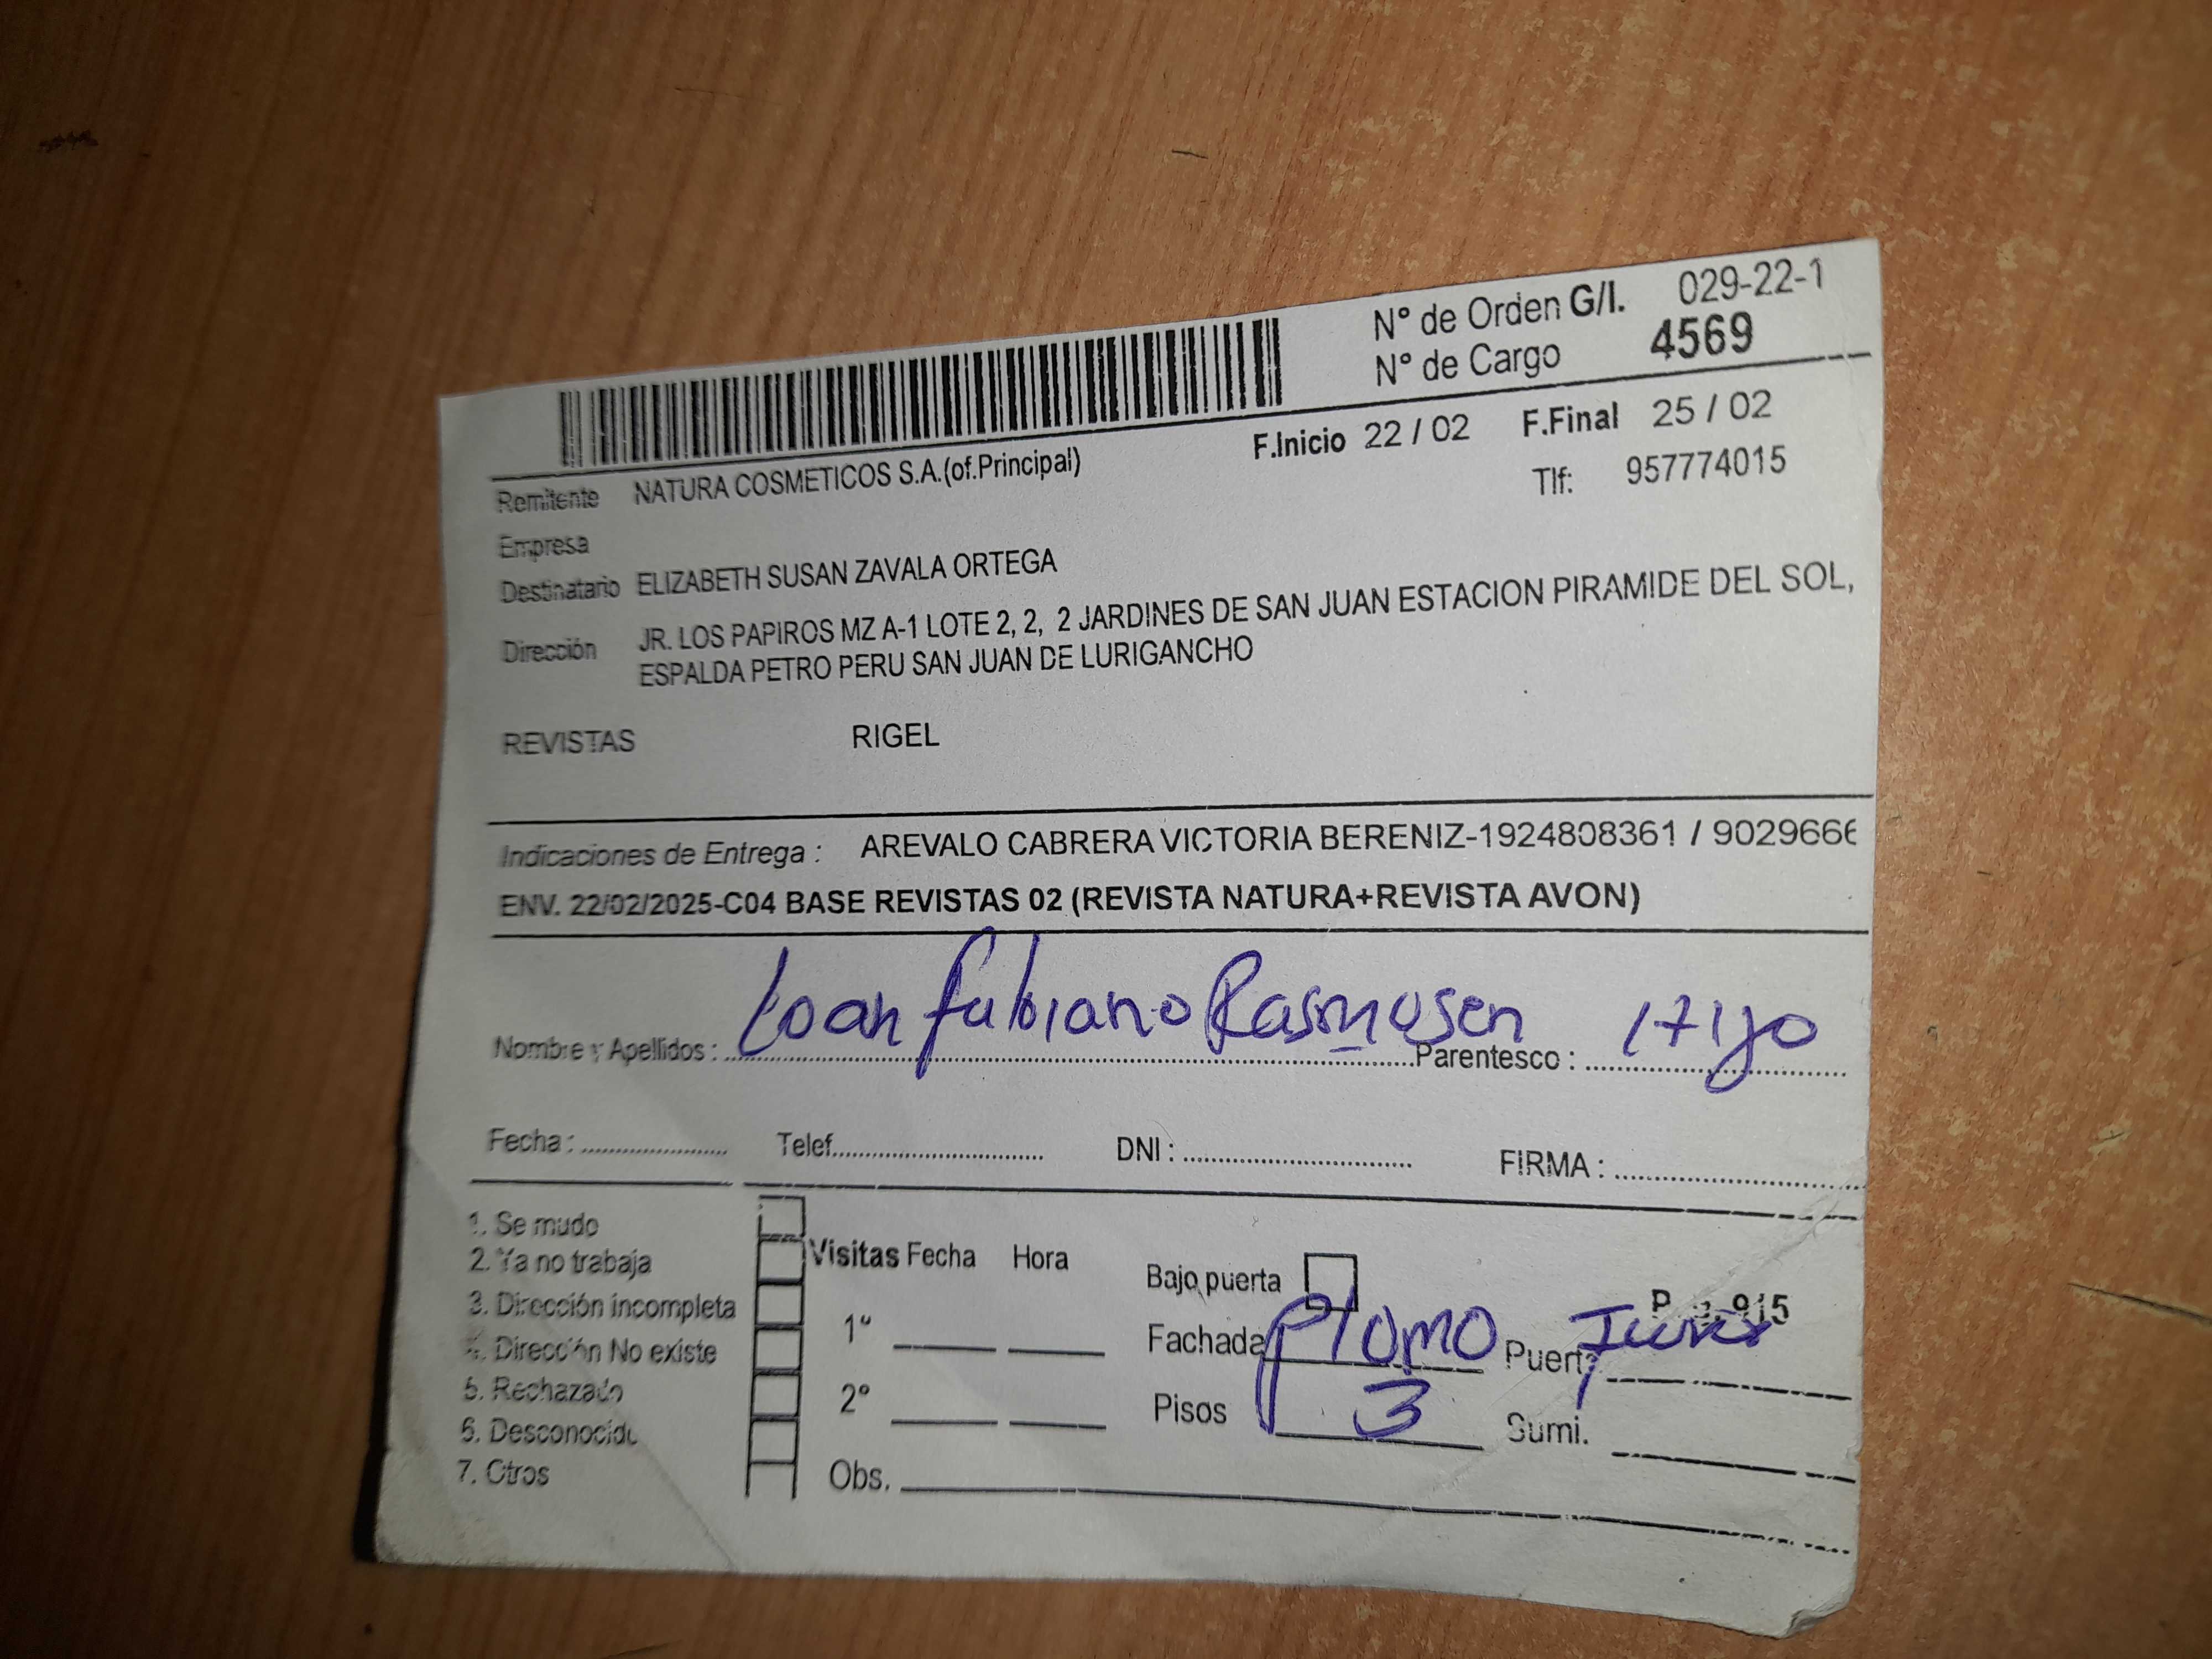 N° de Orden G/I. 029-22-1
N° de Cargo 4569
F.Inicio 22 / 02 F.Final 25 / 02
Remitente NATURA COSMETICOS S.A.(of.Principal) Tlf: 957774015
Empresa
Destinatario ELIZABETH SUSAN ZAVALA ORTEGA
Dirección JR. LOS PAPIROS MZ A-1 LOTE 2, 2, 2 JARDINES DE SAN JUAN ESTACION PIRAMIDE DEL SOL,
ESPALDA PETRO PERU SAN JUAN DE LURIGANCHO
REVISTAS RIGEL
Indicaciones de Entrega : AREVALO CABRERA VICTORIA BERENIZ-1924808361 / 9029666
ENV. 22/02/2025-C04 BASE REVISTAS 02 (REVISTA NATURA+REVISTA AVON)
Nombre y Apellidos : Loan fabiano Rasmusen Parentesco : Hijo
Fecha : Telef. DNI : FIRMA :
1. Se mudo
2. Ya no trabaja
3. Dirección incompleta
4. Dirección No existe
5. Rechazado
6. Desconocido
7. Otros
Visitas Fecha Hora
1°
2°
Obs.
Bajo puerta
Fachada plomo Puerta
Pisos 3 Sumi.